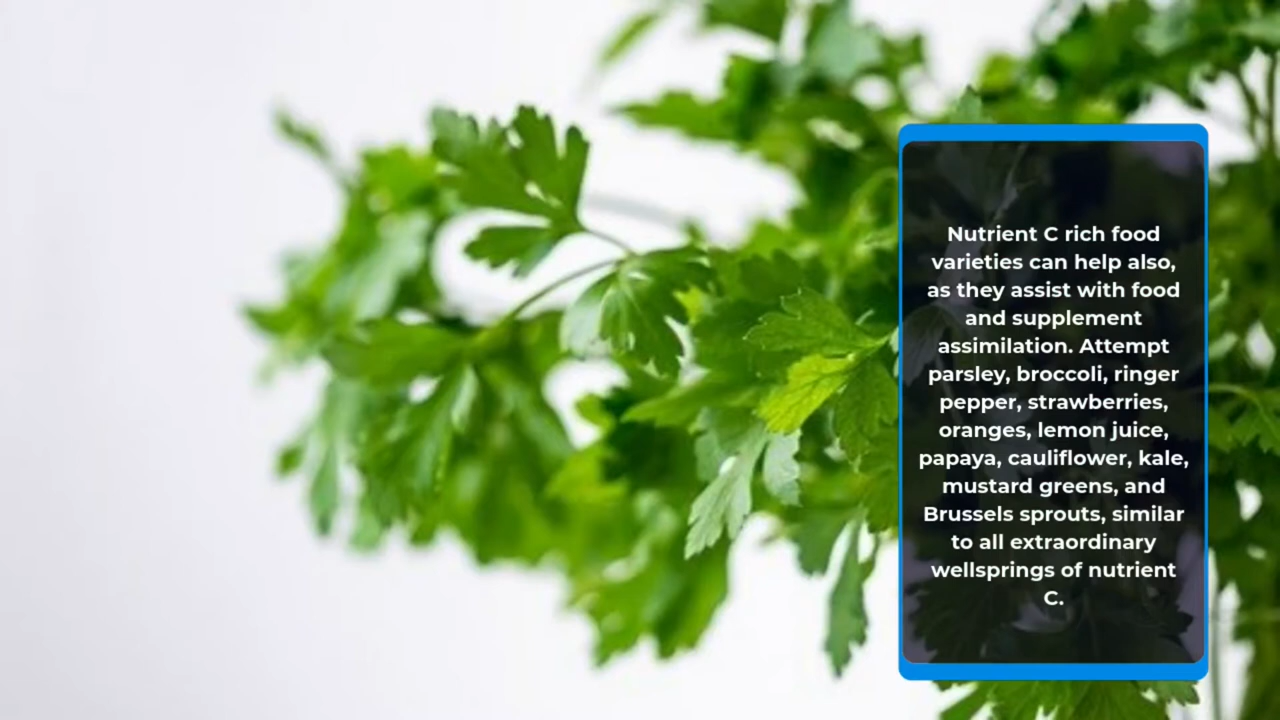 Nutrient C rich food
varieties can help also,
as they assist with food
and supplement
assimilation. Attempt
parsley, broccoli, ringer
pepper, strawberries,
oranges, lemon juice,
papaya, cauliflower, kale,
mustard greens, and
Brussels sprouts, similar
to all extraordinary
wellsprings of nutrient
C.